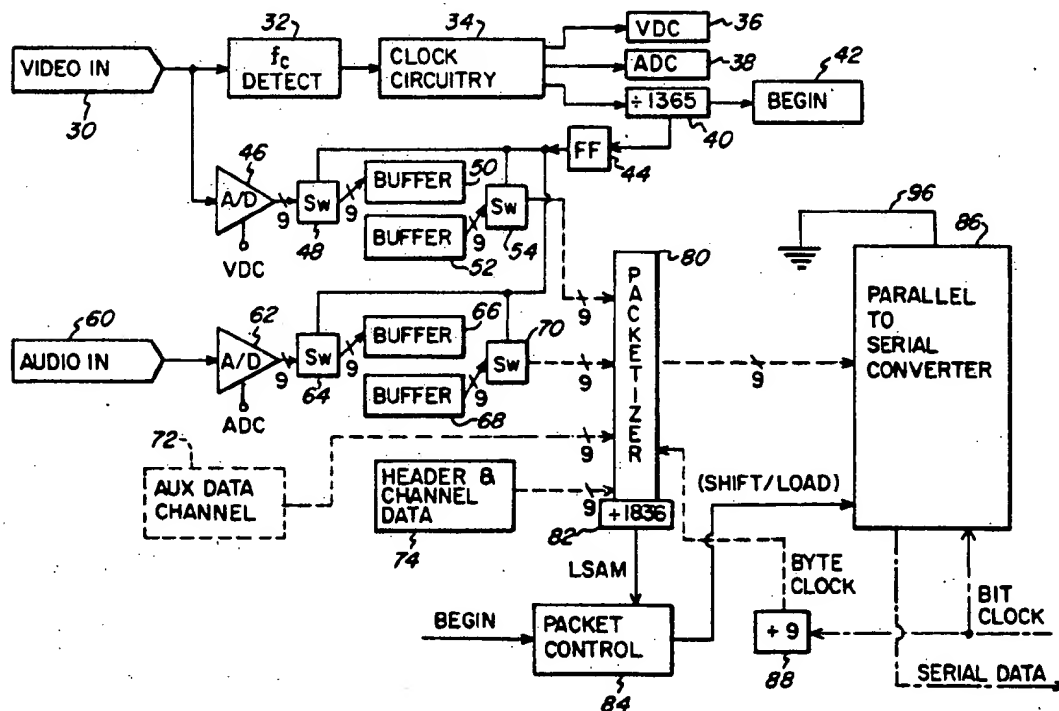 32
34
36
VIDEO IN
30
fc
DETECT
CLOCK
CIRCUITRY
VDC
ADC
38
42
÷1365
40
BEGIN
FF
44
46
A/D
9
Sw
48
9
BUFFER
50
BUFFER
52
9
Sw
54
VDC
9
96
86
80
PACKETIZER
PARALLEL
TO
SERIAL
CONVERTER
60
AUDIO IN
62
A/D
9
Sw
64
9
BUFFER
66
BUFFER
68
9
Sw
70
ADC
9
9
72
AUX DATA
CHANNEL
9
HEADER &
CHANNEL
DATA
74
9
÷1836
82
(SHIFT/LOAD)
LSAM
BYTE
CLOCK
BIT
CLOCK
BEGIN
PACKET
CONTROL
84
÷9
88
SERIAL DATA